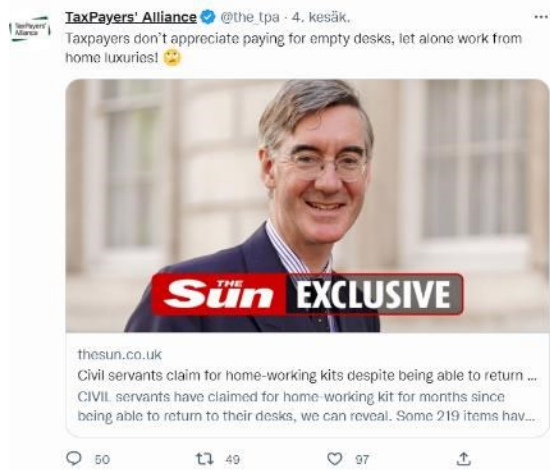 TaxPayers' Alliance @the_tpa · 4. kesäk.
Taxpayers don't appreciate paying for empty desks, let alone work from
home luxuries!
TaxPayers'
Alliance
THE
Sun EXCLUSIVE
thesun.co.uk
Civil servants claim for home-working kits despite being able to return ...
CIVIL servants have claimed for home-working kit for months since
being able to return to their desks, we can reveal. Some 219 items hav...
50 49 97